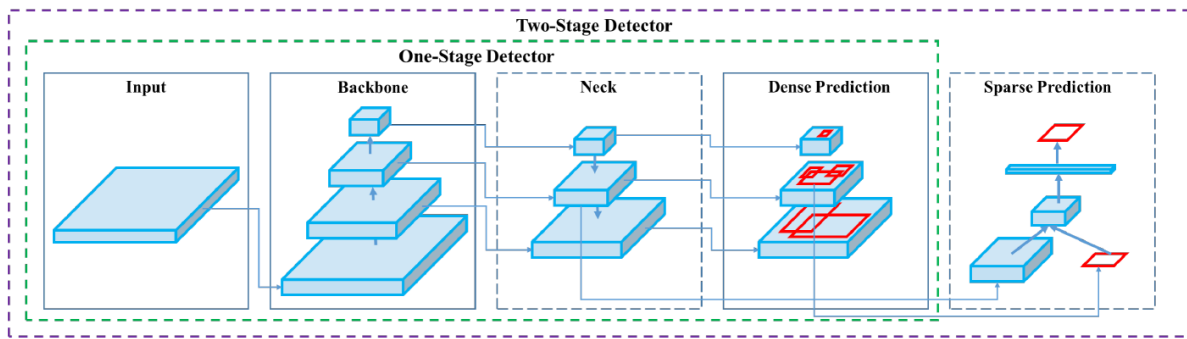 Two-Stage Detector
One-Stage Detector
Input
Backbone
Neck
Dense Prediction
Sparse Prediction